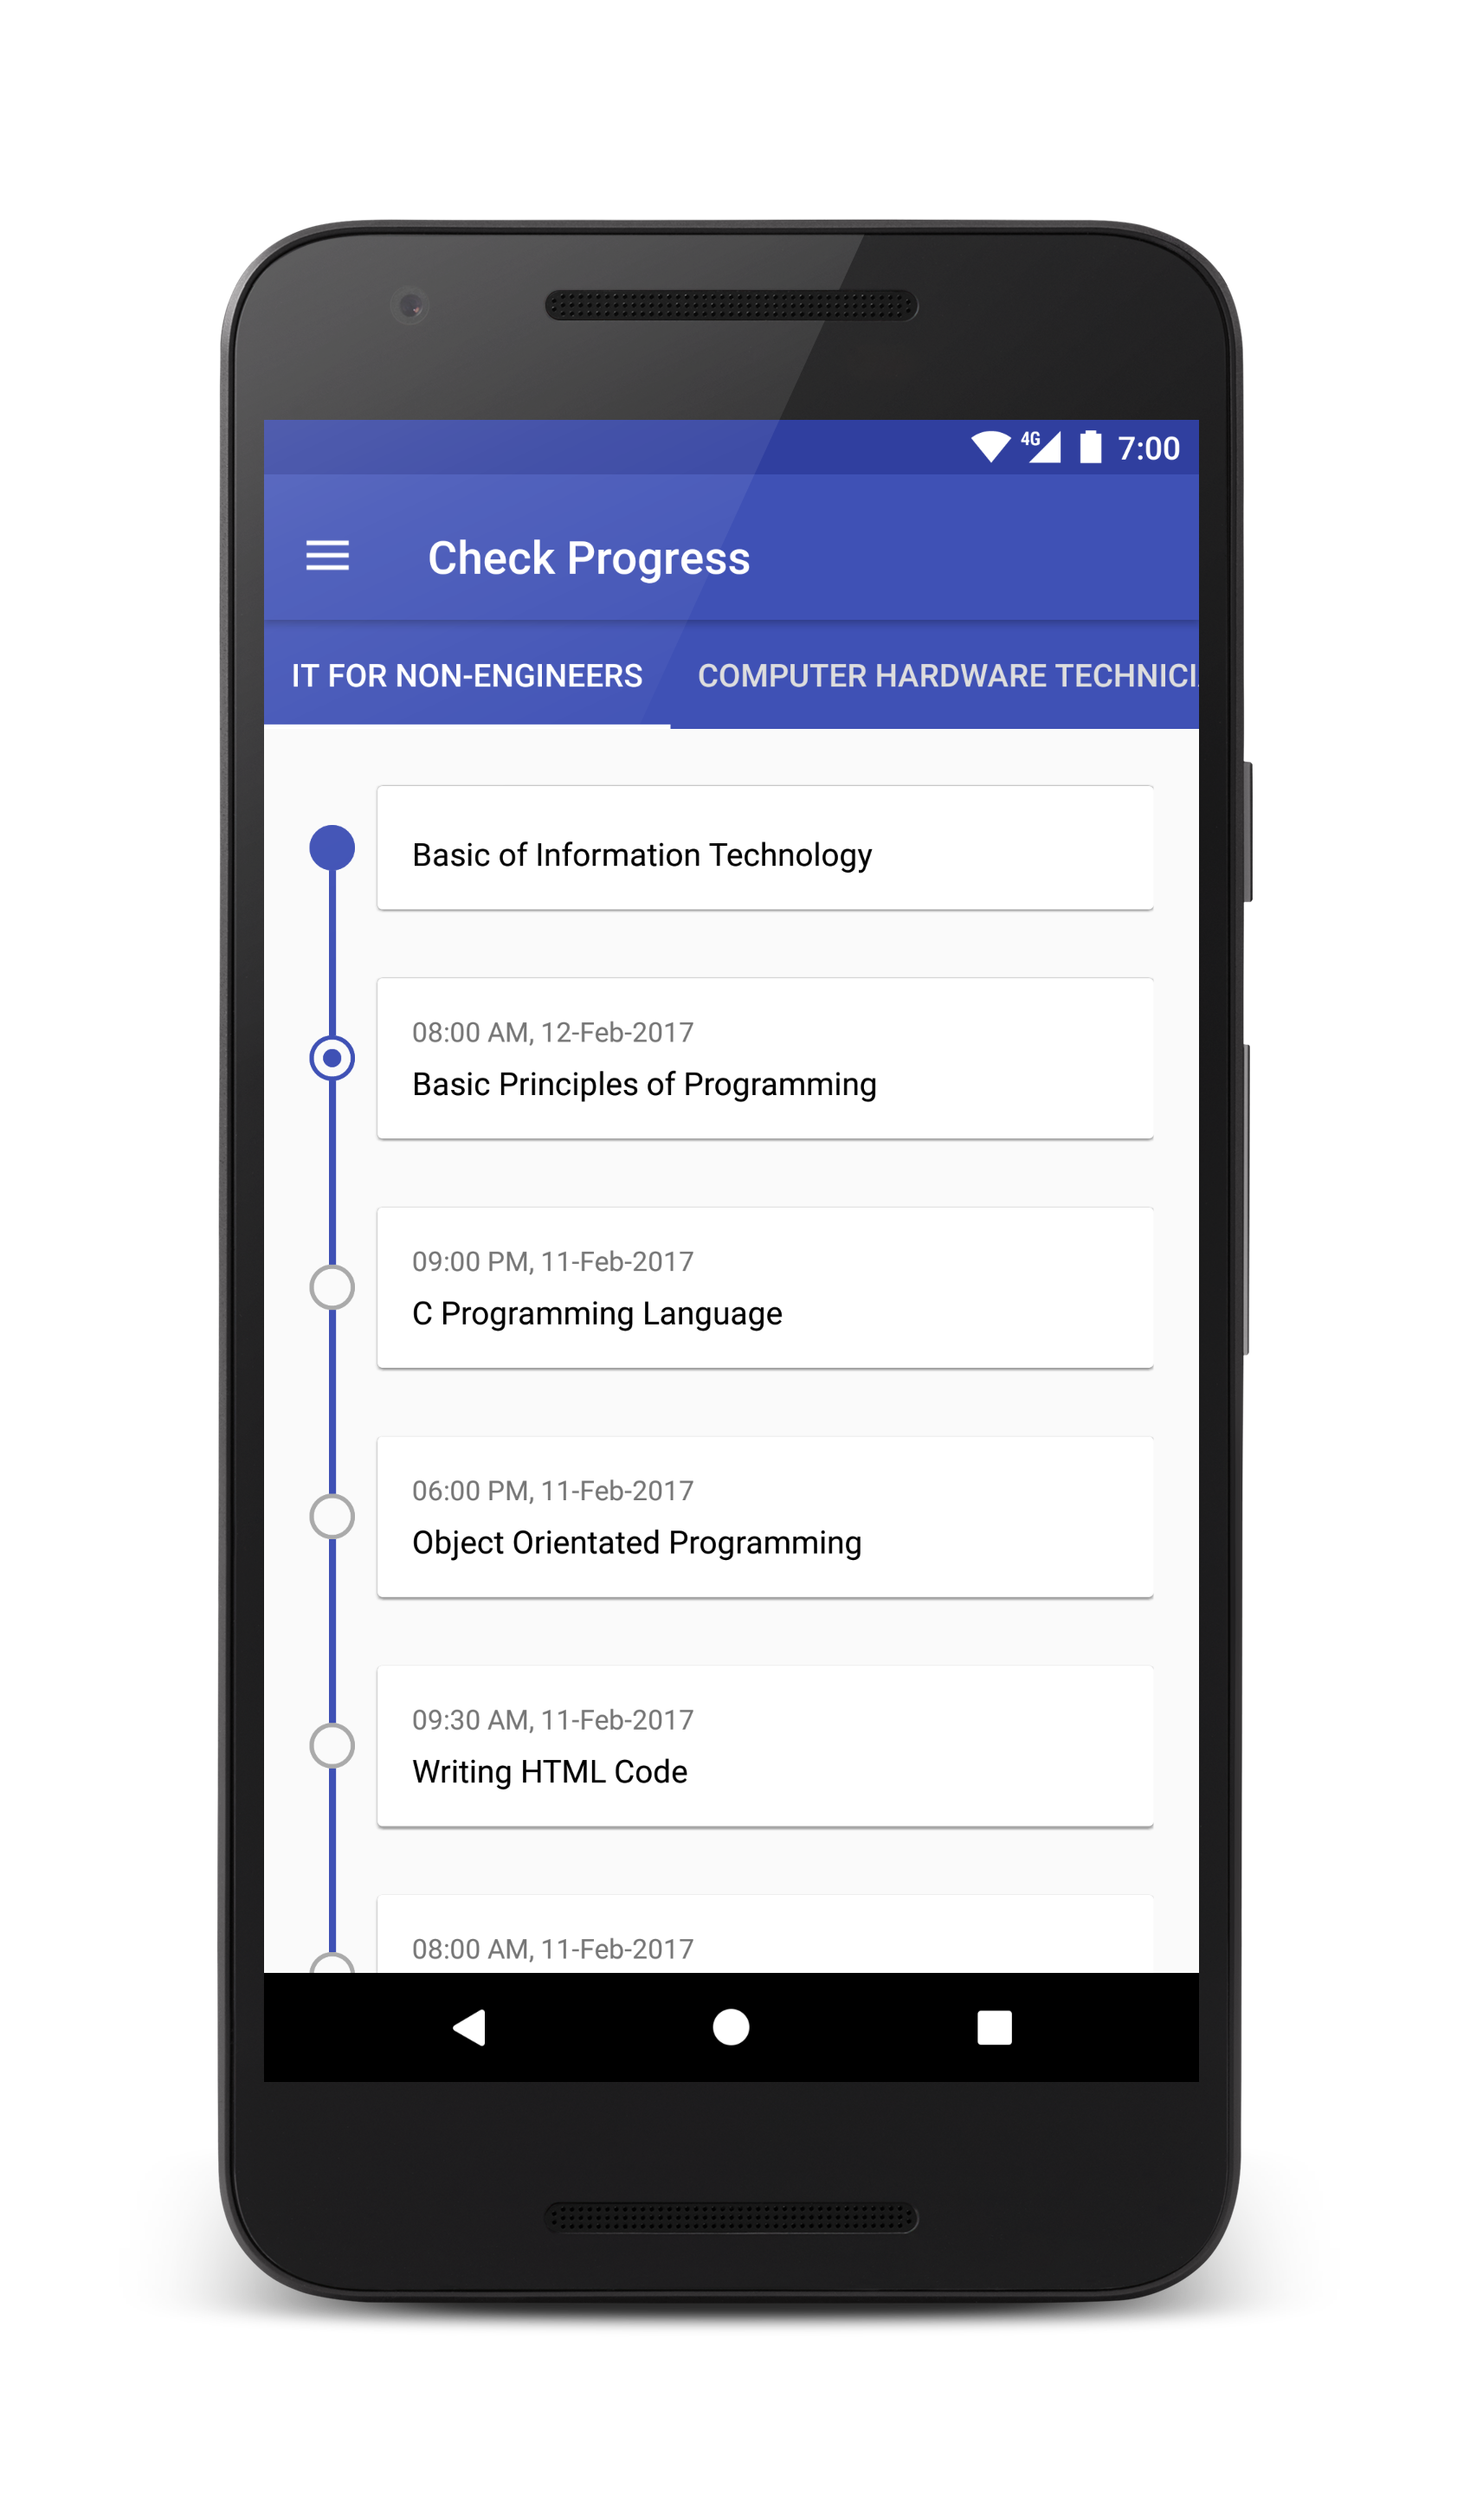 4G 7:00
Check Progress
IT FOR NON-ENGINEERS COMPUTER HARDWARE
Basic of Information Technology
08:00 AM, 12-Feb-2017
Basic Principles of Programming
09:00 PM, 11-Feb-2017
C Programming Language
06:00 PM, 11-Feb-2017
Object Orientated Programming
09:30 AM, 11-Feb-2017
Writing HTML Code
08:00 AM, 11-Feb-2017